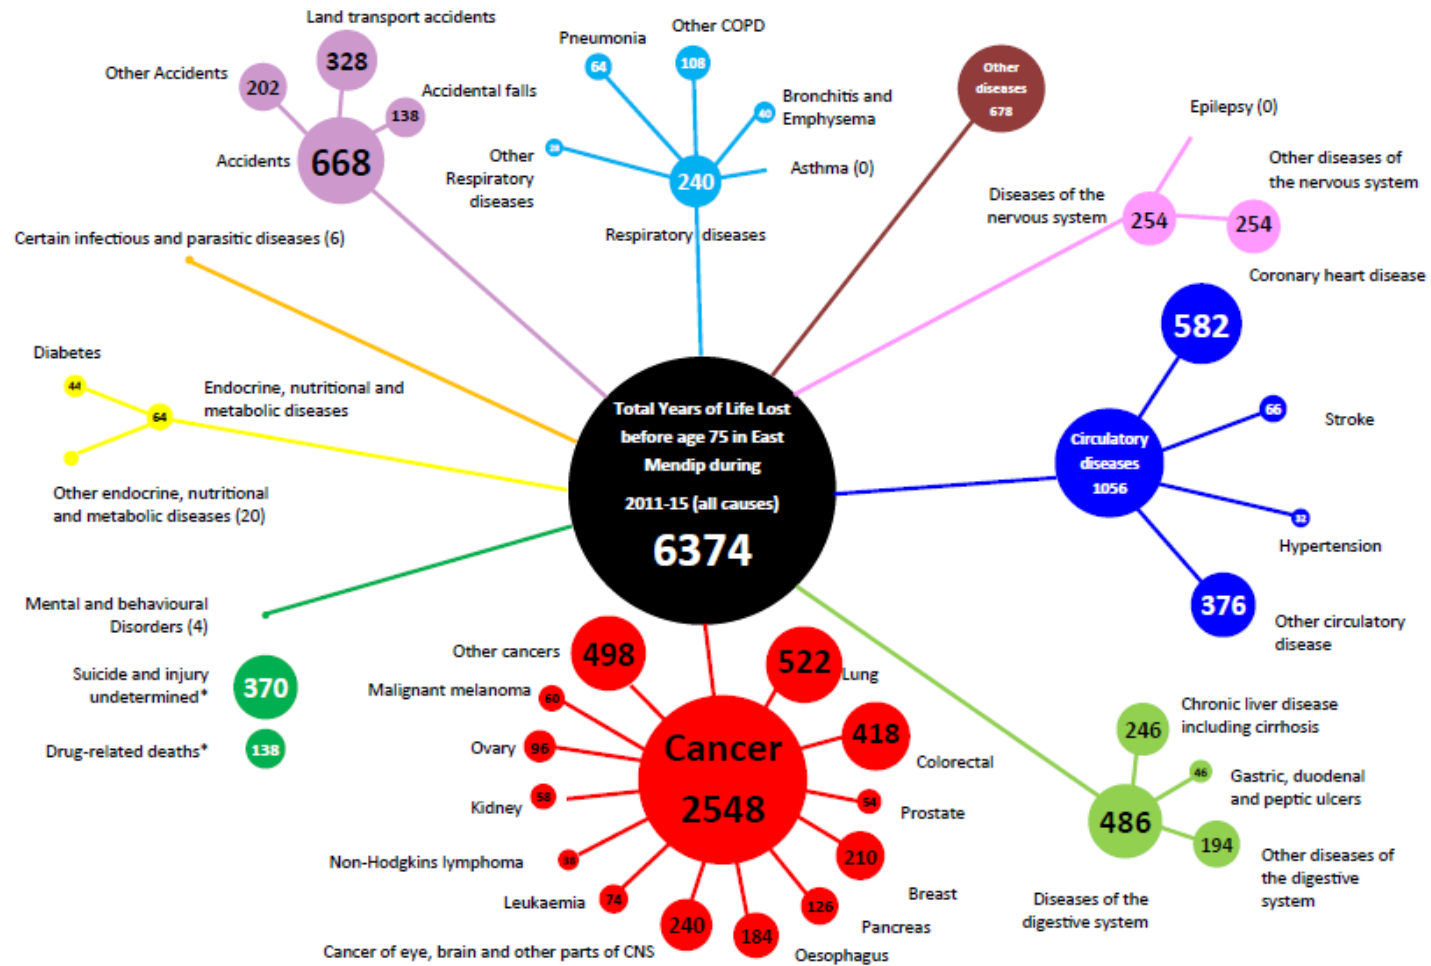 Land transport accidents
328
Other Accidents
202
Accidental falls
138
Accidents
668
Pneumonia
64
Other COPD
108
Bronchitis and
Emphysema
40
Asthma (0)
Other
Respiratory
diseases
28
240
Respiratory diseases
Other
diseases
678
Epilepsy (0)
Other diseases of
the nervous system
254
Diseases of the
nervous system
254
Certain infectious and parasitic diseases (6)
Diabetes
44
64
Endocrine, nutritional and
metabolic diseases
Other endocrine, nutritional
and metabolic diseases (20)
Total Years of Life Lost
before age 75 in East
Mendip during
2011-15 (all causes)
6374
Coronary heart disease
582
66
Stroke
Circulatory
diseases
1056
32
Hypertension
376
Other circulatory
disease
Mental and behavioural
Disorders (4)
Suicide and injury
undetermined*
370
Drug-related deaths*
138
Other cancers
498
522
Lung
Malignant melanoma
60
418
Colorectal
Ovary
96
Cancer
2548
Kidney
58
54
Prostate
Non-Hodgkins lymphoma
38
210
Breast
Leukaemia
74
126
Pancreas
240
Cancer of eye, brain and other parts of CNS
184
Oesophagus
246
Chronic liver disease
including cirrhosis
46
Gastric, duodenal
and peptic ulcers
486
194
Other diseases of
the digestive
system
Diseases of the
digestive system